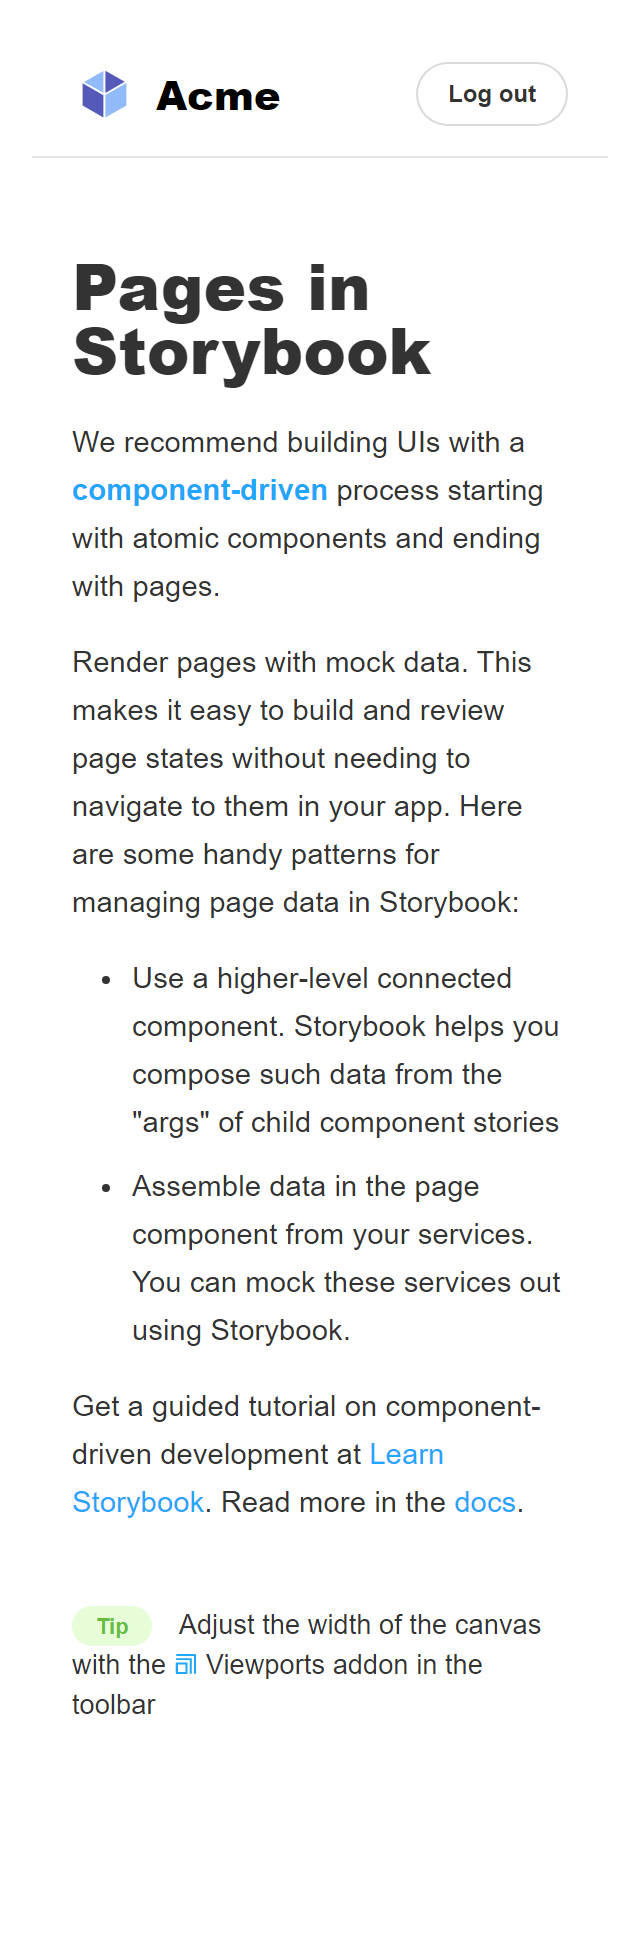 Acme
Log out
Pages in
Storybook
We recommend building UIs with a
component-driven process starting
with atomic components and ending
with pages.
Render pages with mock data. This
makes it easy to build and review
page states without needing to
navigate to them in your app. Here
are some handy patterns for
managing page data in Storybook:
• Use a higher-level connected
component. Storybook helps you
compose such data from the
"args" of child component stories
• Assemble data in the page
component from your services.
You can mock these services out
using Storybook.
Get a guided tutorial on component-
driven development at Learn
Storybook. Read more in the docs.
Tip Adjust the width of the canvas
with the Viewports addon in the
toolbar